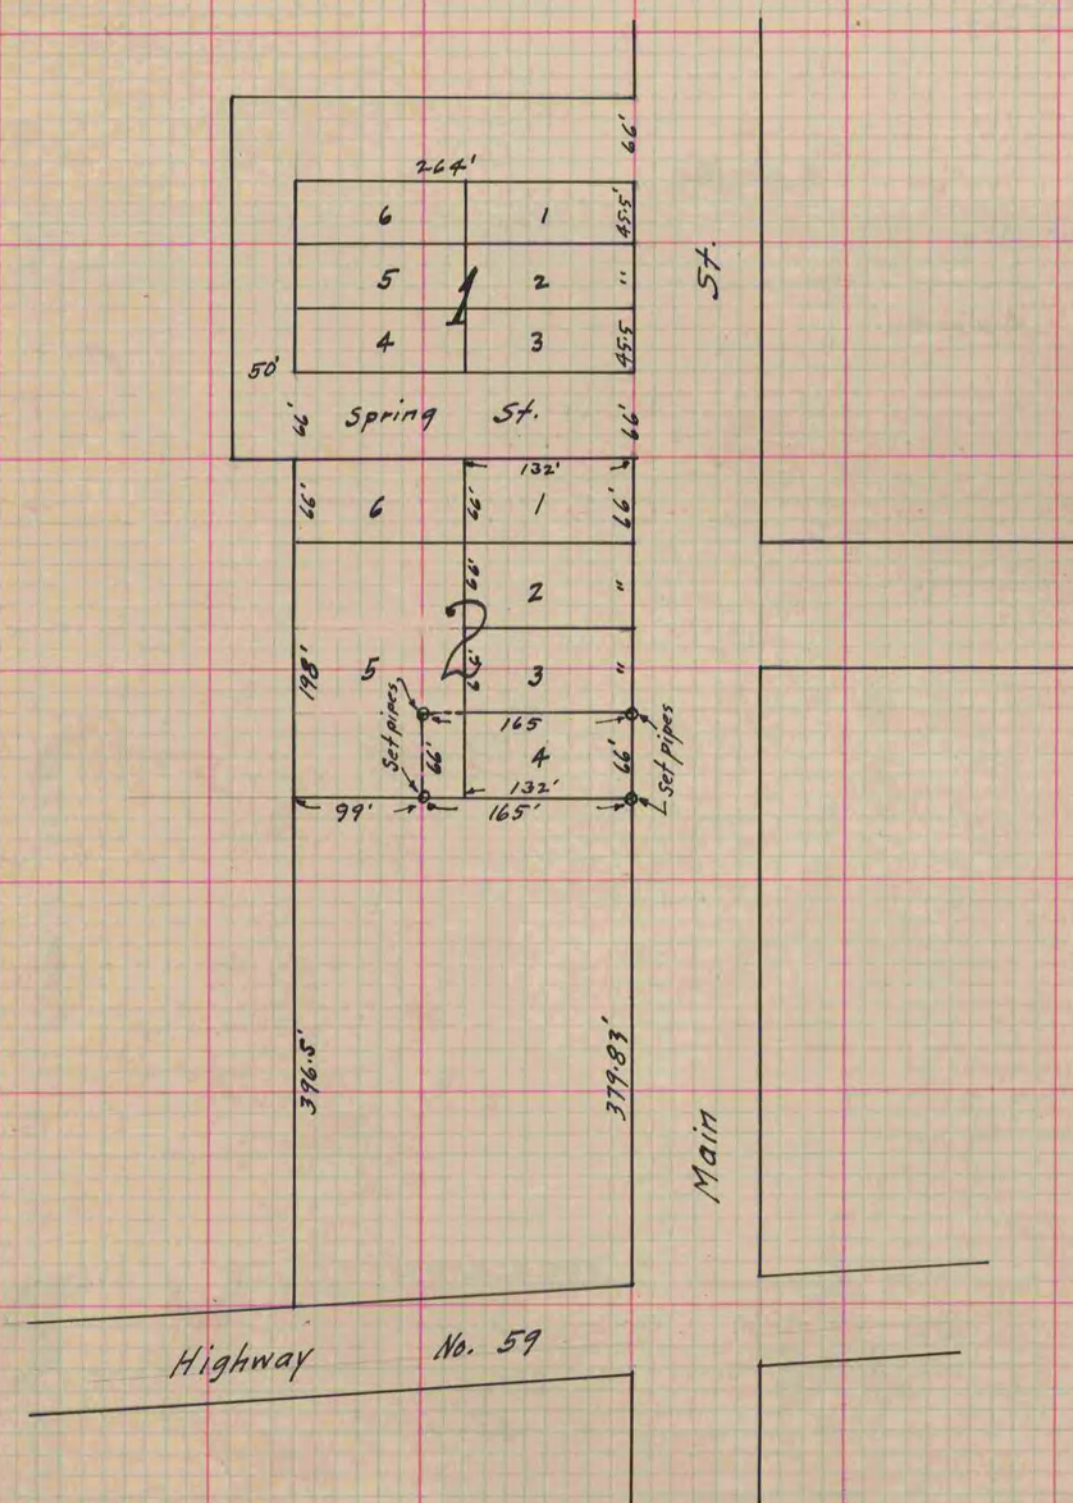 66'
264'
6 1 45.5'
St.
5 2 "
1
4 3 45.5
50'
66' Spring St. 66'
132'
66' 6 66' 1 66'
66' 2 "
2
198' 5 66' 3 "
Set pipes 165 Set pipes
66' 4 66'
132'
99' 165'
396.5' 379.83'
Main
Highway No. 59